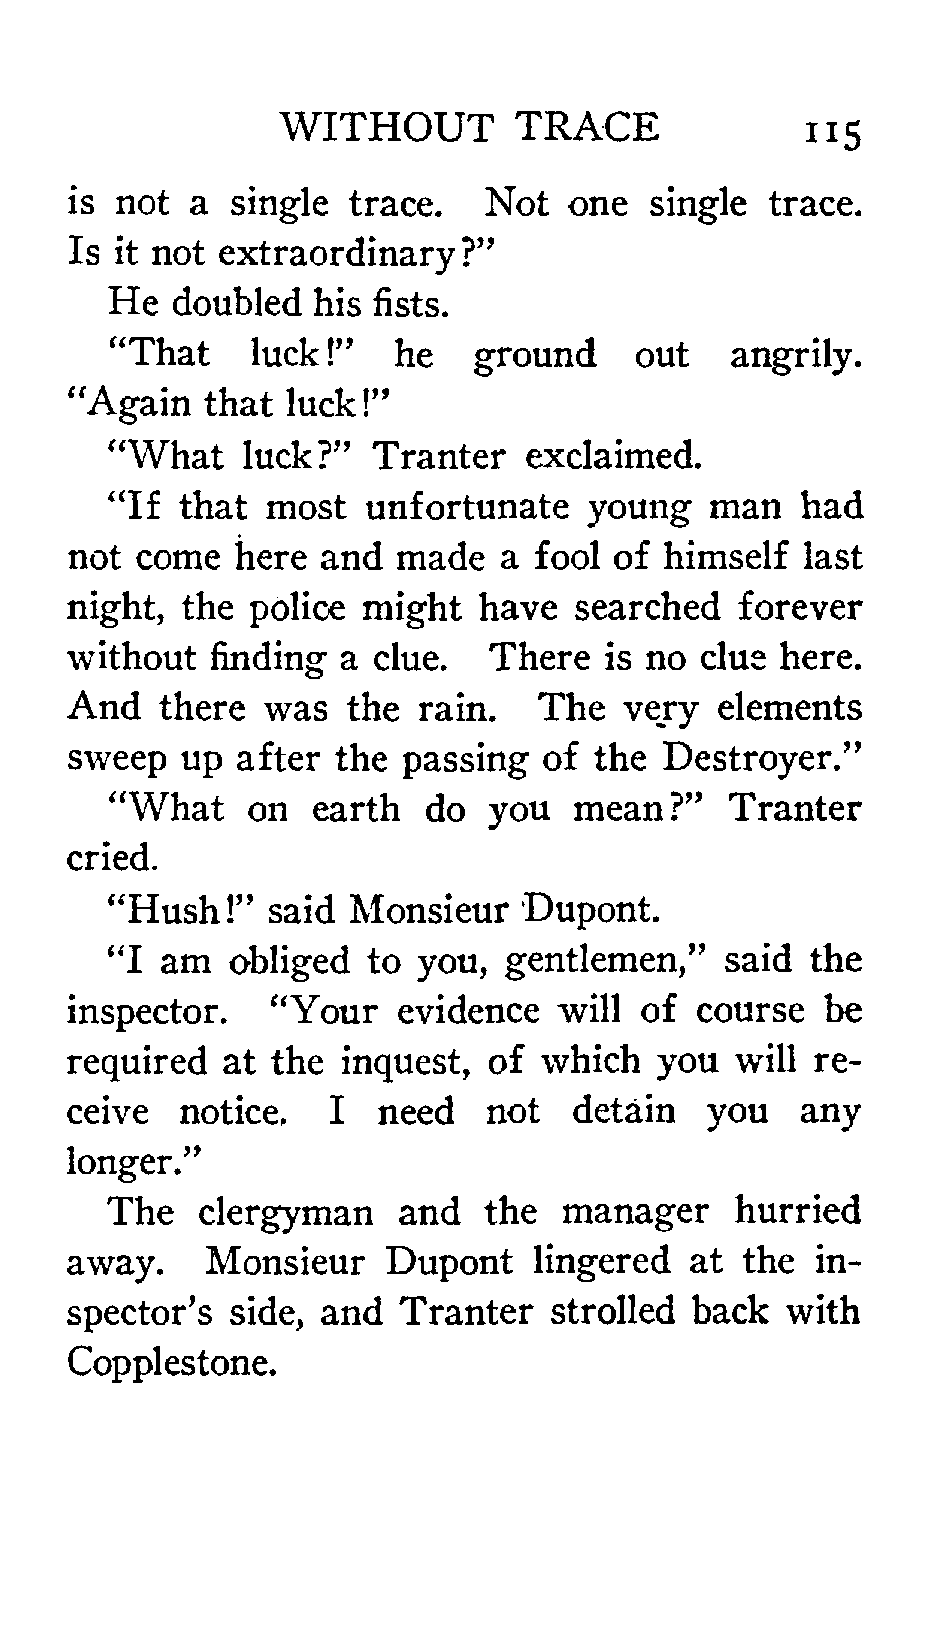 WITHOUT TRACE 115
is not a single trace. Not one single trace.
Is it not extraordinary?"
He doubled his fists.
"That luck!" he ground out angrily.
"Again that luck!"
"What luck?" Tranter exclaimed.
"If that most unfortunate young man had
not come here and made a fool of himself last
night, the police might have searched forever
without finding a clue. There is no clue here.
And there was the rain. The very elements
sweep up after the passing of the Destroyer."
"What on earth do you mean?" Tranter
cried.
"Hush!" said Monsieur Dupont.
"I am obliged to you, gentlemen," said the
inspector. "Your evidence will of course be
required at the inquest, of which you will re-
ceive notice. I need not detain you any
longer."
The clergyman and the manager hurried
away. Monsieur Dupont lingered at the in-
spector's side, and Tranter strolled back with
Copplestone.